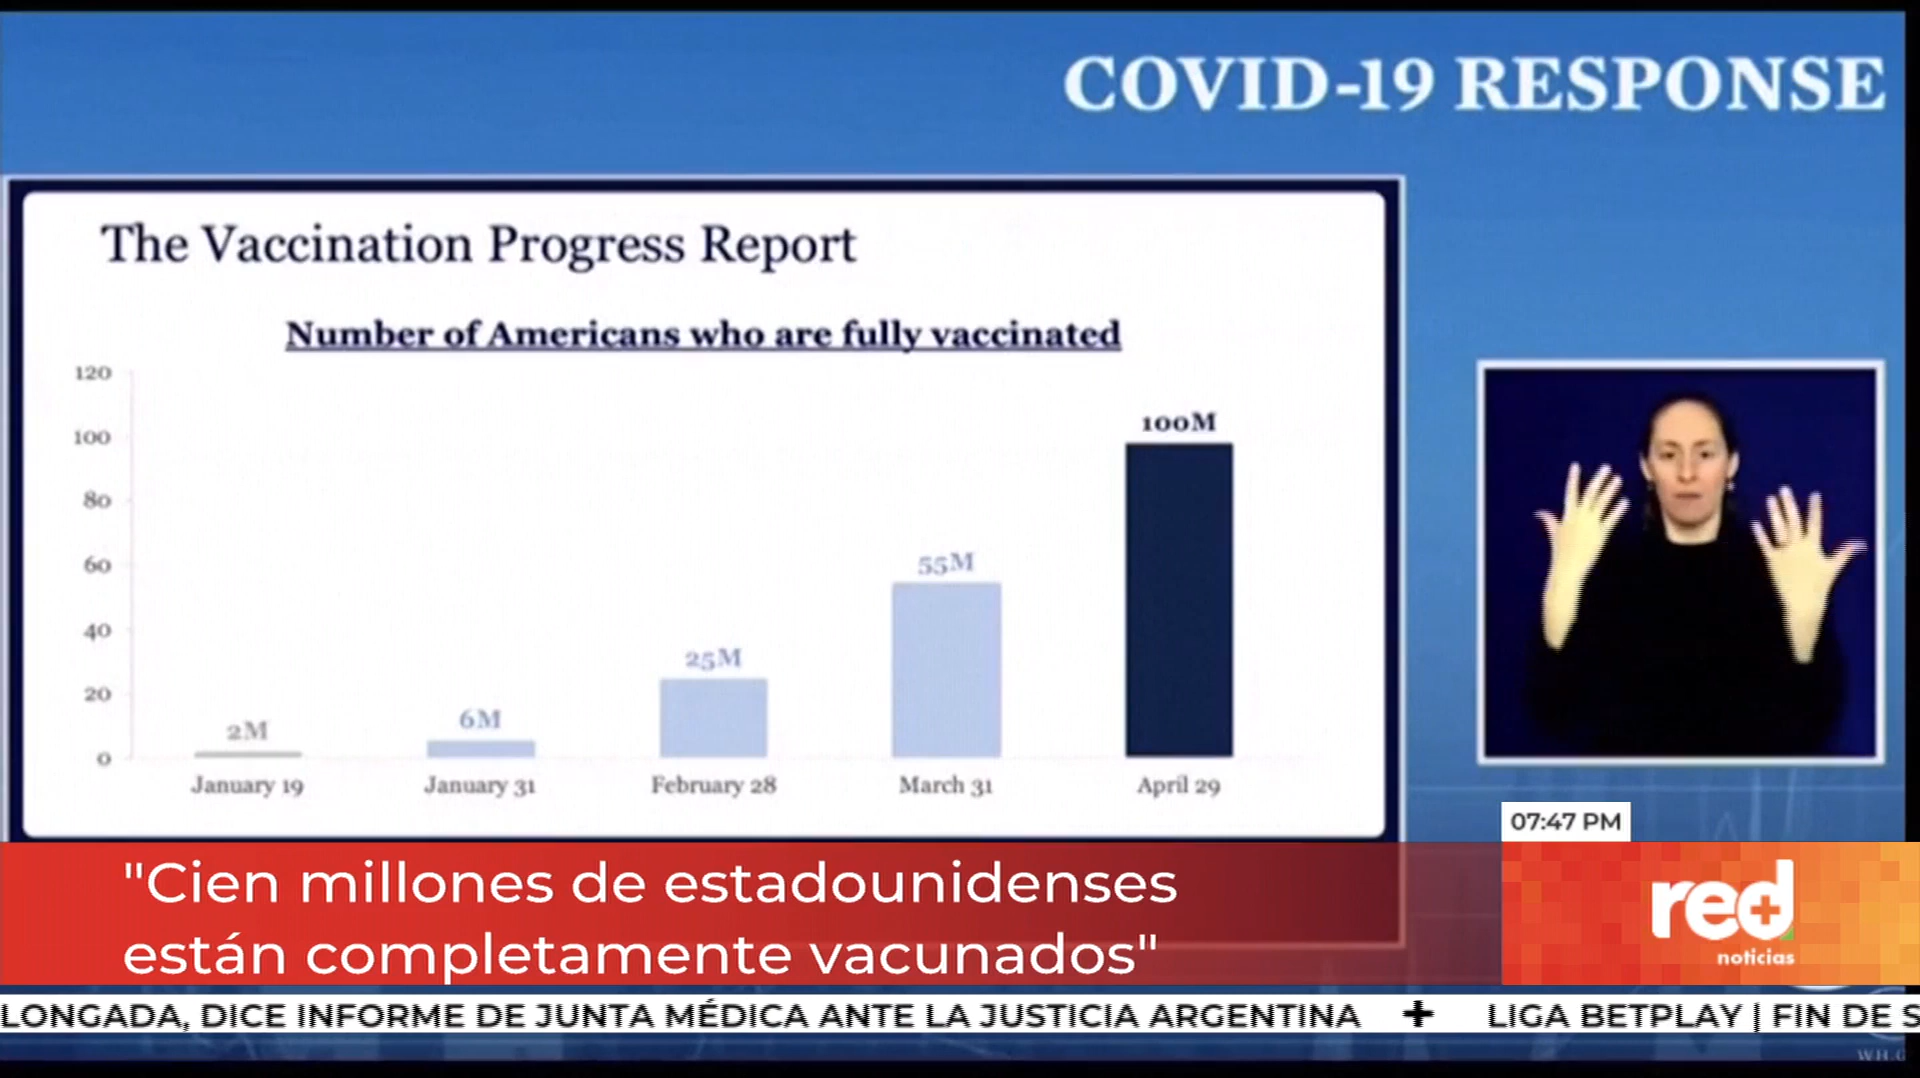 COVID-19 RESPONSE
The Vaccination Progress Report
Number of Americans who are fully vaccinated
120
100
80
60
40
20
0
2M
6M
25M
55M
100M
January 19
January 31
February 28
March 31
April 29
07:47 PM
"Cien millones de estadounidenses
están completamente vacunados"
red+
noticias
LONGADA, DICE INFORME DE JUNTA MÉDICA ANTE LA JUSTICIA ARGENTINA + LIGA BETPLAY | FIN DE S
WH.G